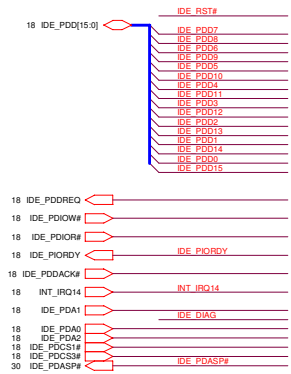 IDE_RST#
18 IDE_PDD[15:0]
IDE_PDD7
IDE_PDD8
IDE_PDD6
IDE_PDD9
IDE_PDD5
IDE_PDD10
IDE_PDD4
IDE_PDD11
IDE_PDD3
IDE_PDD12
IDE_PDD2
IDE_PDD13
IDE_PDD1
IDE_PDD14
IDE_PDD0
IDE_PDD15
18 IDE_PDDREQ
18 IDE_PDIOW#
18 IDE_PDIOR#
18 IDE_PIORDY IDE_PIORDY
18 IDE_PDDACK#
18 INT_IRQ14 INT_IRQ14
18 IDE_PDA1
IDE_DIAG
18 IDE_PDA0
18 IDE_PDA2
18 IDE_PDCS1#
18 IDE_PDCS3#
30 IDE_PDASP# IDE_PDASP#